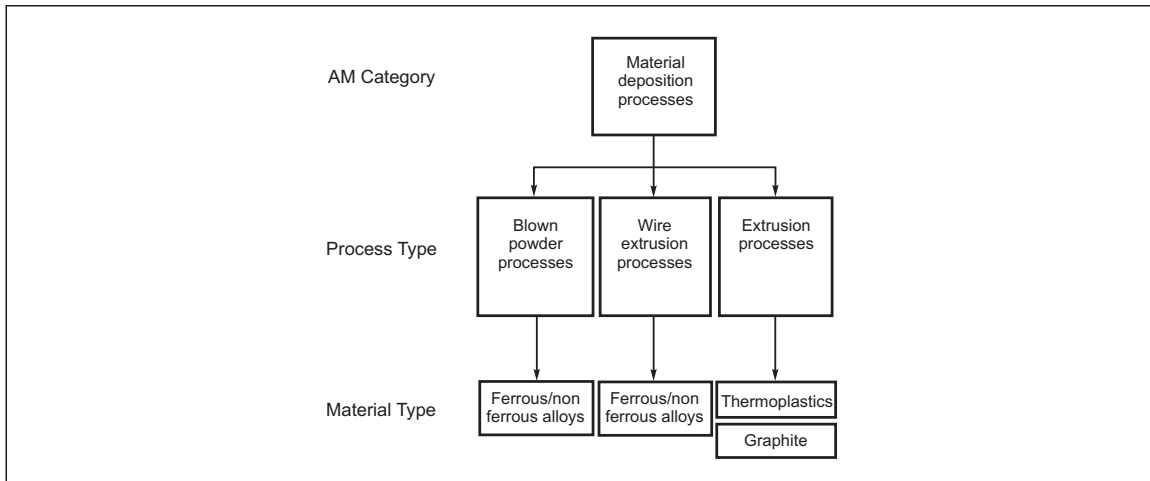 AM Category
Material
deposition
processes
Process Type
Blown
powder
processes
Wire
extrusion
processes
Extrusion
processes
Material Type
Ferrous/non
ferrous alloys
Ferrous/non
ferrous alloys
Thermoplastics
Graphite